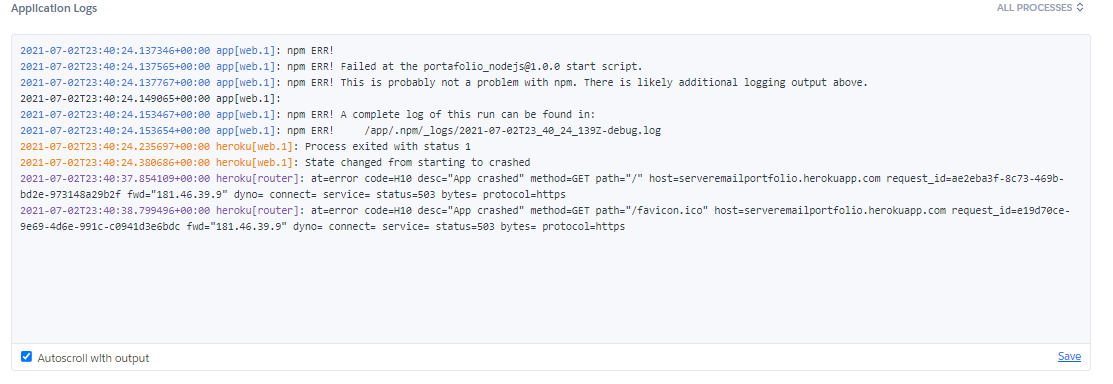 Application Logs
ALL PROCESSES
2021-07-02T23:40:24.137346+00:00 app[web.1]: npm ERR!
2021-07-02T23:40:24.137565+00:00 app[web.1]: npm ERR! Failed at the portafolio_nodejs@1.0.0 start script.
2021-07-02T23:40:24.137767+00:00 app[web.1]: npm ERR! This is probably not a problem with npm. There is likely additional logging output above.
2021-07-02T23:40:24.149065+00:00 app[web.1]:
2021-07-02T23:40:24.153467+00:00 app[web.1]: npm ERR! A complete log of this run can be found in:
2021-07-02T23:40:24.153654+00:00 app[web.1]: npm ERR!     /app/.npm/_logs/2021-07-02T23_40_24_139Z-debug.log
2021-07-02T23:40:24.235697+00:00 heroku[web.1]: Process exited with status 1
2021-07-02T23:40:24.380686+00:00 heroku[web.1]: State changed from starting to crashed
2021-07-02T23:40:37.854109+00:00 heroku[router]: at=error code=H10 desc="App crashed" method=GET path="/" host=serveremailportfolio.herokuapp.com request_id=ae2eba3f-8c73-469b-
bd2e-973148a29b2f fwd="181.46.39.9" dyno= connect= service= status=503 bytes= protocol=https
2021-07-02T23:40:38.799496+00:00 heroku[router]: at=error code=H10 desc="App crashed" method=GET path="/favicon.ico" host=serveremailportfolio.herokuapp.com request_id=e19d70ce-
9e69-4d6e-991c-c0941d3e6bdc fwd="181.46.39.9" dyno= connect= service= status=503 bytes= protocol=https
Autoscroll with output
Save